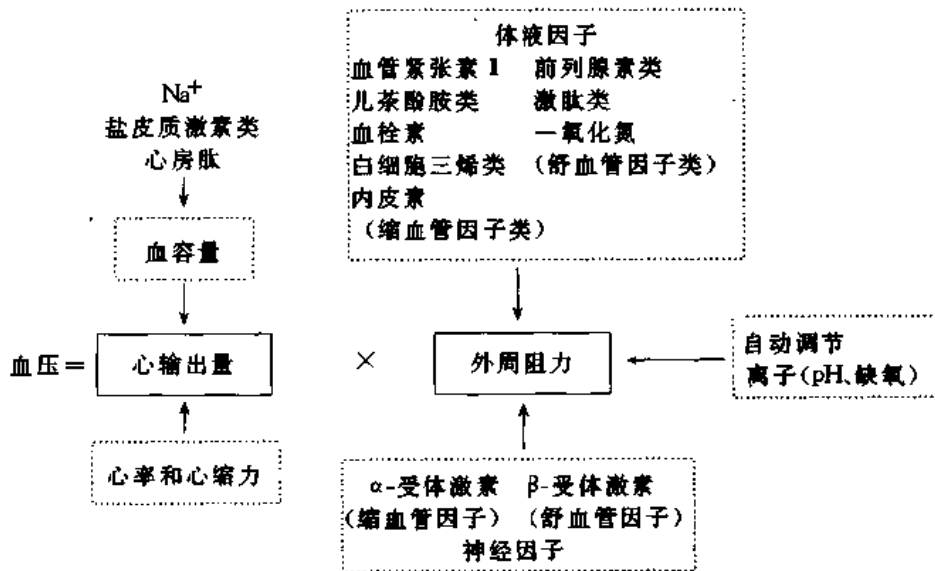 体液因子
血管紧张素 1 前列腺素类
儿茶酚胺类 激肽类
血栓素 一氧化氮
白细胞三烯类 (舒血管因子类)
内皮素
(缩血管因子类)
Na⁺
盐皮质激素类
心房肽
血容量
血压= 心输出量 × 外周阻力
自动调节
离子(pH、缺氧)
心率和心缩力
α-受体激素 β-受体激素
(缩血管因子) (舒血管因子)
神经因子